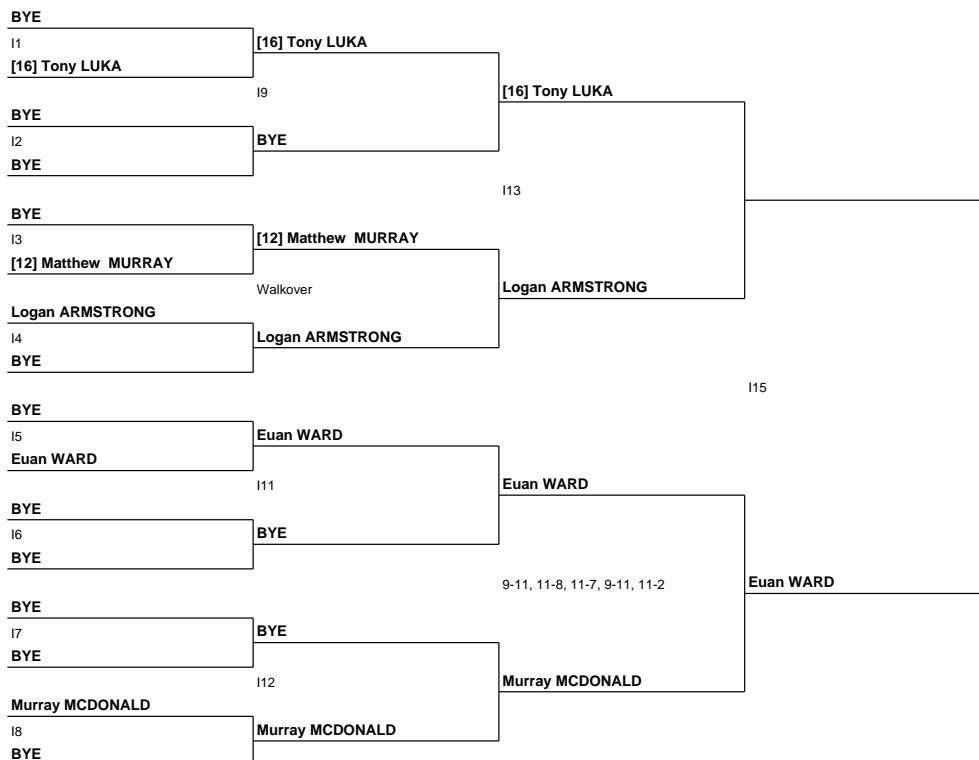 BYE
I1
[16] Tony LUKA
[16] Tony LUKA
I9
[16] Tony LUKA
BYE
I2
BYE
BYE
I13
BYE
I3
[12] Matthew  MURRAY
[12] Matthew  MURRAY
Walkover
Logan ARMSTRONG
Logan ARMSTRONG
I4
Logan ARMSTRONG
BYE
I15
BYE
I5
Euan WARD
Euan WARD
I11
Euan WARD
BYE
I6
BYE
BYE
9-11, 11-8, 11-7, 9-11, 11-2
Euan WARD
BYE
I7
BYE
BYE
I12
Murray MCDONALD
Murray MCDONALD
I8
Murray MCDONALD
BYE